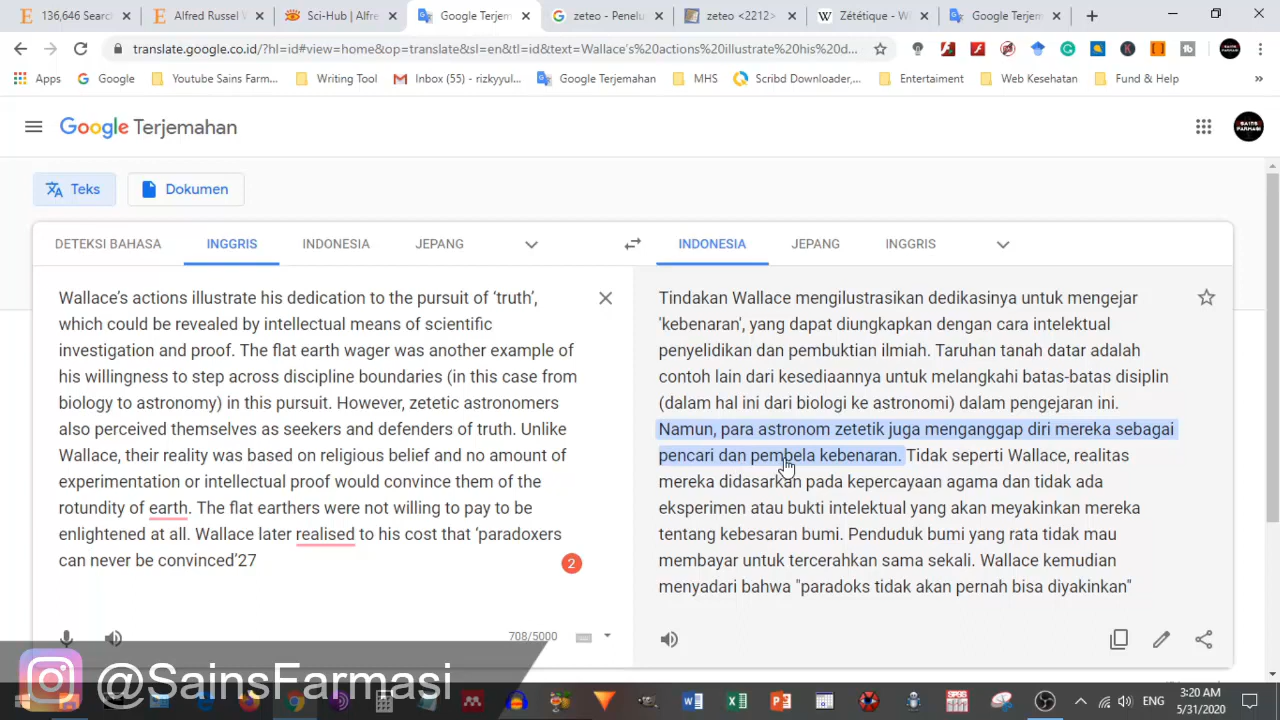 136,646 Search
Alfred Russel W
Sci-Hub | Alfre
Google Terjem
zeteo - Penelu
zeteo <2212>
Zététique - Wi
Google Terjem
translate.google.co.id/?hl=id#view=home&op=translate&sl=en&tl=id&text=Wallace's%20actions%20illustrate%20his%20d...
Apps
Google
Youtube Sains Farm...
Writing Tool
Inbox (55) - rizkyyul...
Google Terjemahan
MHS
Scribd Downloader,...
Entertaiment
Web Kesehatan
Fund & Help
»
Google Terjemahan
SAINS FARMASI
Teks
Dokumen
DETEKSI BAHASA
INGGRIS
INDONESIA
JEPANG
INDONESIA
JEPANG
INGGRIS
Wallace's actions illustrate his dedication to the pursuit of ‘truth’,
which could be revealed by intellectual means of scientific
investigation and proof. The flat earth wager was another example of
his willingness to step across discipline boundaries (in this case from
biology to astronomy) in this pursuit. However, zetetic astronomers
also perceived themselves as seekers and defenders of truth. Unlike
Wallace, their reality was based on religious belief and no amount of
experimentation or intellectual proof would convince them of the
rotundity of earth. The flat earthers were not willing to pay to be
enlightened at all. Wallace later realised to his cost that ‘paradoxers
can never be convinced’27
2
708/5000
Tindakan Wallace mengilustrasikan dedikasinya untuk mengejar
'kebenaran', yang dapat diungkapkan dengan cara intelektual
penyelidikan dan pembuktian ilmiah. Taruhan tanah datar adalah
contoh lain dari kesediaannya untuk melangkahi batas-batas disiplin
(dalam hal ini dari biologi ke astronomi) dalam pengejaran ini.
Namun, para astronom zetetik juga menganggap diri mereka sebagai
pencari dan pembela kebenaran. Tidak seperti Wallace, realitas
mereka didasarkan pada kepercayaan agama dan tidak ada
eksperimen atau bukti intelektual yang akan meyakinkan mereka
tentang kebesaran bumi. Penduduk bumi yang rata tidak mau
membayar untuk tercerahkan sama sekali. Wallace kemudian
menyadari bahwa "paradoks tidak akan pernah bisa diyakinkan"
@SainsFarmasi
ENG
3:20 AM
5/31/2020